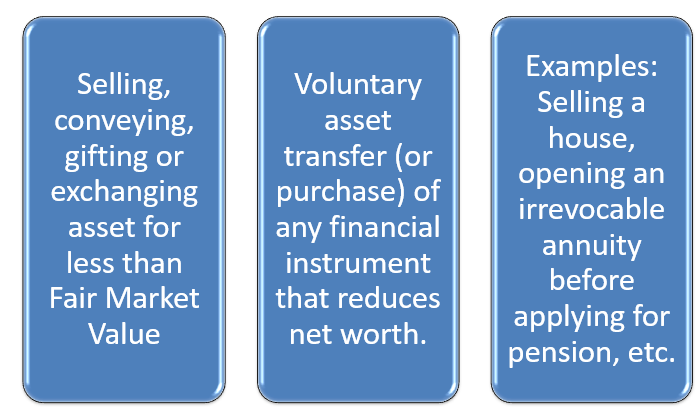 Selling,
conveying,
gifting or
exchanging
asset for
less than
Fair Market
Value
Voluntary
asset
transfer (or
purchase) of
any financial
instrument
that reduces
net worth.
Examples:
Selling a
house,
opening an
irrevocable
annuity
before
applying for
pension, etc.